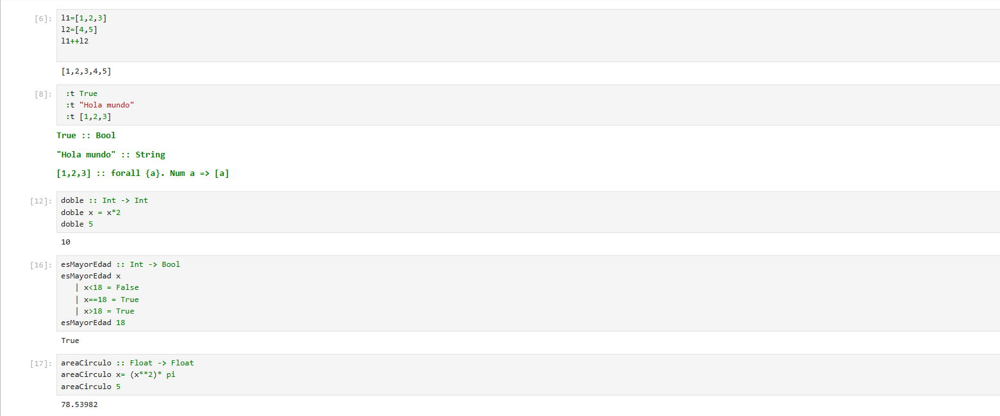 [6]: l1=[1,2,3]
l2=[4,5]
l1++l2
[1,2,3,4,5]
[8]: :t True
:t "Hola mundo"
:t [1,2,3]
True :: Bool
"Hola mundo" :: String
[1,2,3] :: forall {a}. Num a => [a]
[12]: doble :: Int -> Int
doble x = x*2
doble 5
10
[16]: esMayorEdad :: Int -> Bool
esMayorEdad x
| x<18 = False
| x==18 = True
| x>18 = True
esMayorEdad 18
True
[17]: areaCirculo :: Float -> Float
areaCirculo x= (x**2)* pi
areaCirculo 5
78.53982